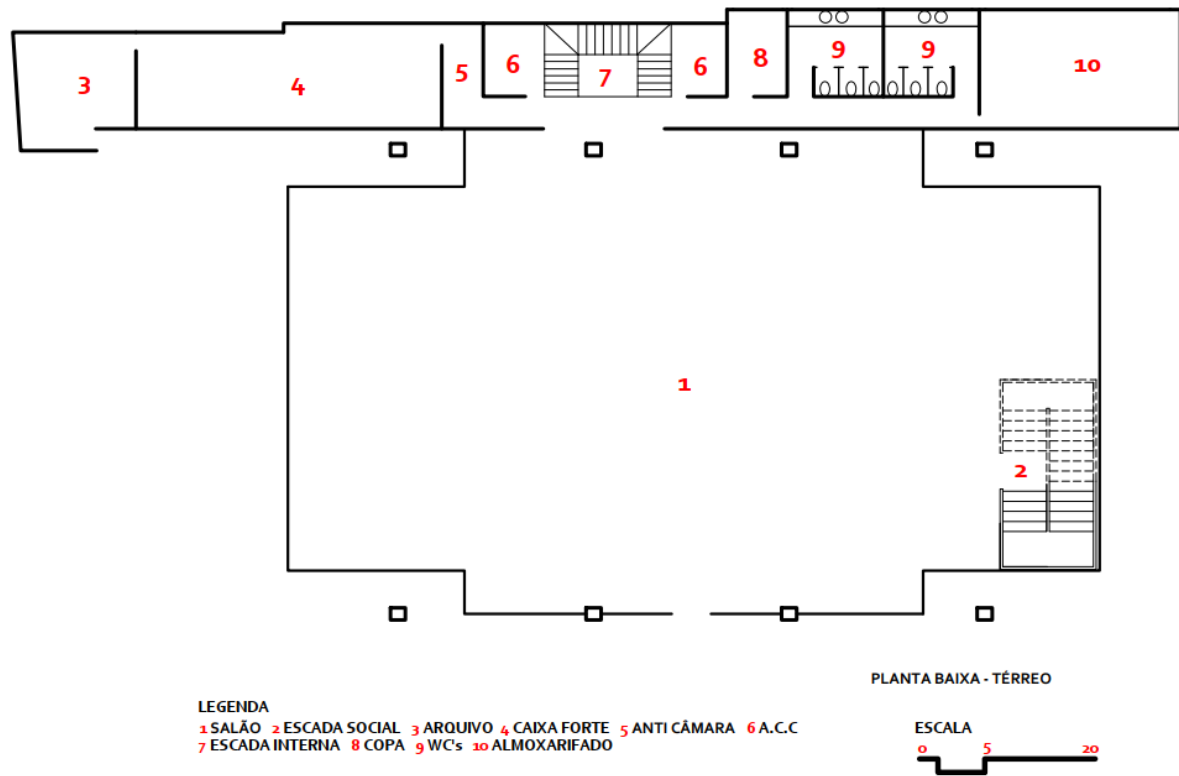 3
4
5
6
7
6
8
9
9
10
1
2
PLANTA BAIXA - TÉRREO
LEGENDA
1 SALÃO 2 ESCADA SOCIAL 3 ARQUIVO 4 CAIXA FORTE 5 ANTI CÂMARA 6 A.C.C
7 ESCADA INTERNA 8 COPA 9 WC's 10 ALMOXARIFADO
ESCALA
0 5 20